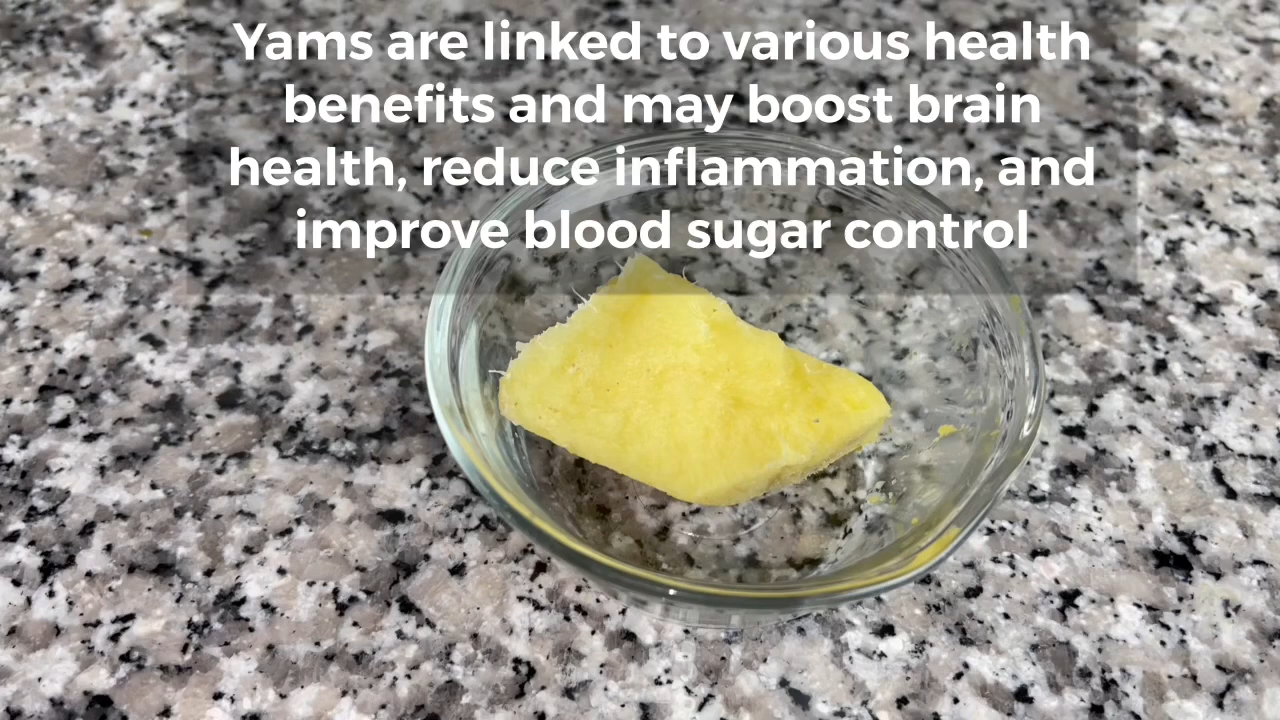 Yams are linked to various health
benefits and may boost brain
health, reduce inflammation, and
improve blood sugar control